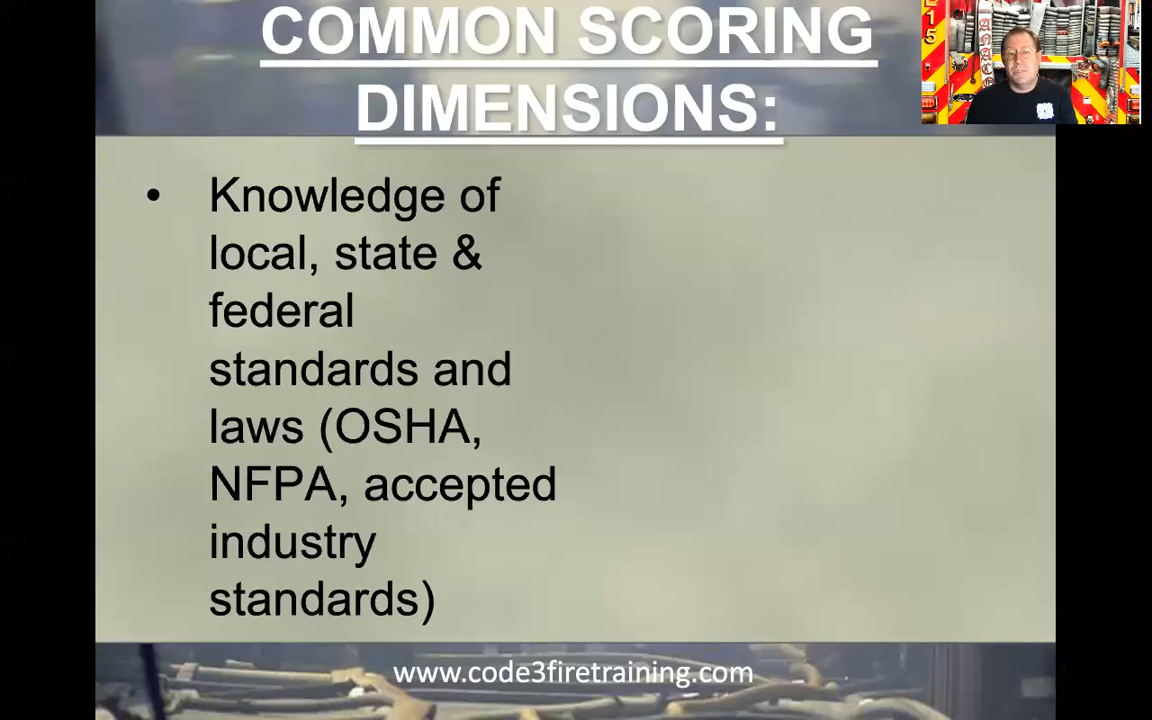 COMMON SCORING
DIMENSIONS:
• Knowledge of
local, state &
federal
standards and
laws (OSHA,
NFPA, accepted
industry
standards)
www.code3firetraining.com
15